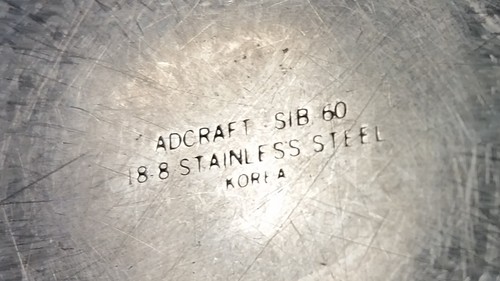 ADCRAFT - SIB 60
18-8 STAINLESS STEEL
KOREA